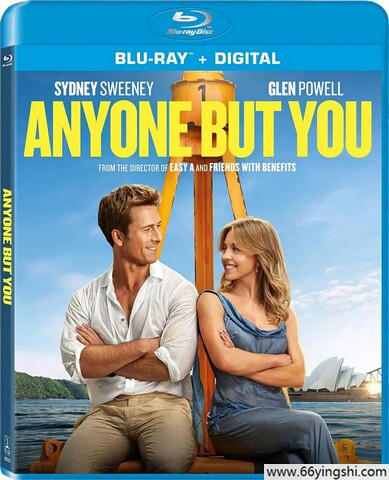 Blu-ray Disc
BLU-RAY™ + DIGITAL
SYDNEY SWEENEY GLEN POWELL
1
ANYONE BUT YOU
FROM THE DIRECTOR OF EASY A AND FRIENDS WITH BENEFITS
ANYONE BUT YOU
www.66yingshi.com